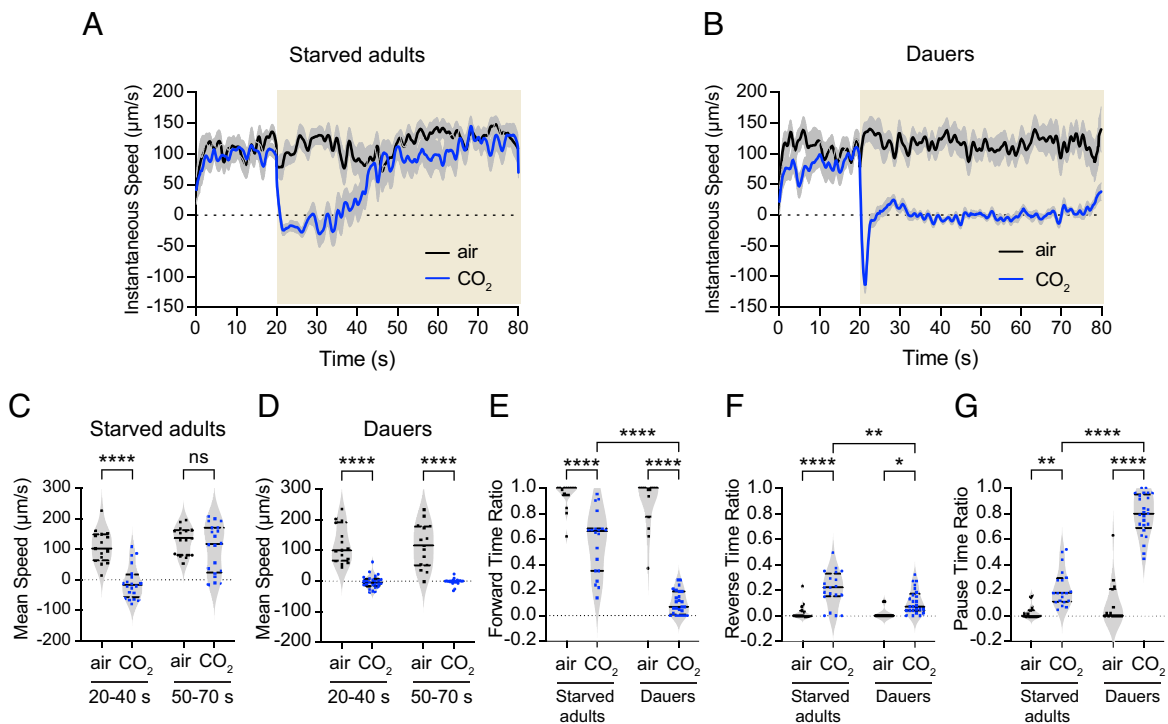 A
Starved adults
Instantaneous Speed (µm/s)
200
150
100
50
0
-50
-100
-150
air
CO2
0 10 20 30 40 50 60 70 80
Time (s)
B
Dauers
Instantaneous Speed (µm/s)
200
150
100
50
0
-50
-100
-150
air
CO2
0 10 20 30 40 50 60 70 80
Time (s)
C
Starved adults
Mean Speed (µm/s)
300
200
100
0
-100
200
**** ns
air CO2 air CO2
20-40 s 50-70 s
D
Dauers
Mean Speed (µm/s)
300
200
100
0
-100
200
**** ****
air CO2 air CO2
20-40 s 50-70 s
E
Forward Time Ratio
1.0
0.8
0.6
0.4
0.2
0.0
-0.2
****
**** ****
air CO2 air CO2
Starved
adults
Dauers
F
Reverse Time Ratio
1.0
0.8
0.6
0.4
0.2
0.0
0.2
**
**** *
air CO2 air CO2
Starved
adults
Dauers
G
Pause Time Ratio
1.0
0.8
0.6
0.4
0.2
0.0
0.2
****
** ****
air CO2 air CO2
Starved
adults
Dauers